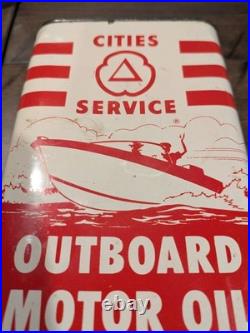 CITIES
SERVICE
®
OUTBOARD
MOTOR OIL